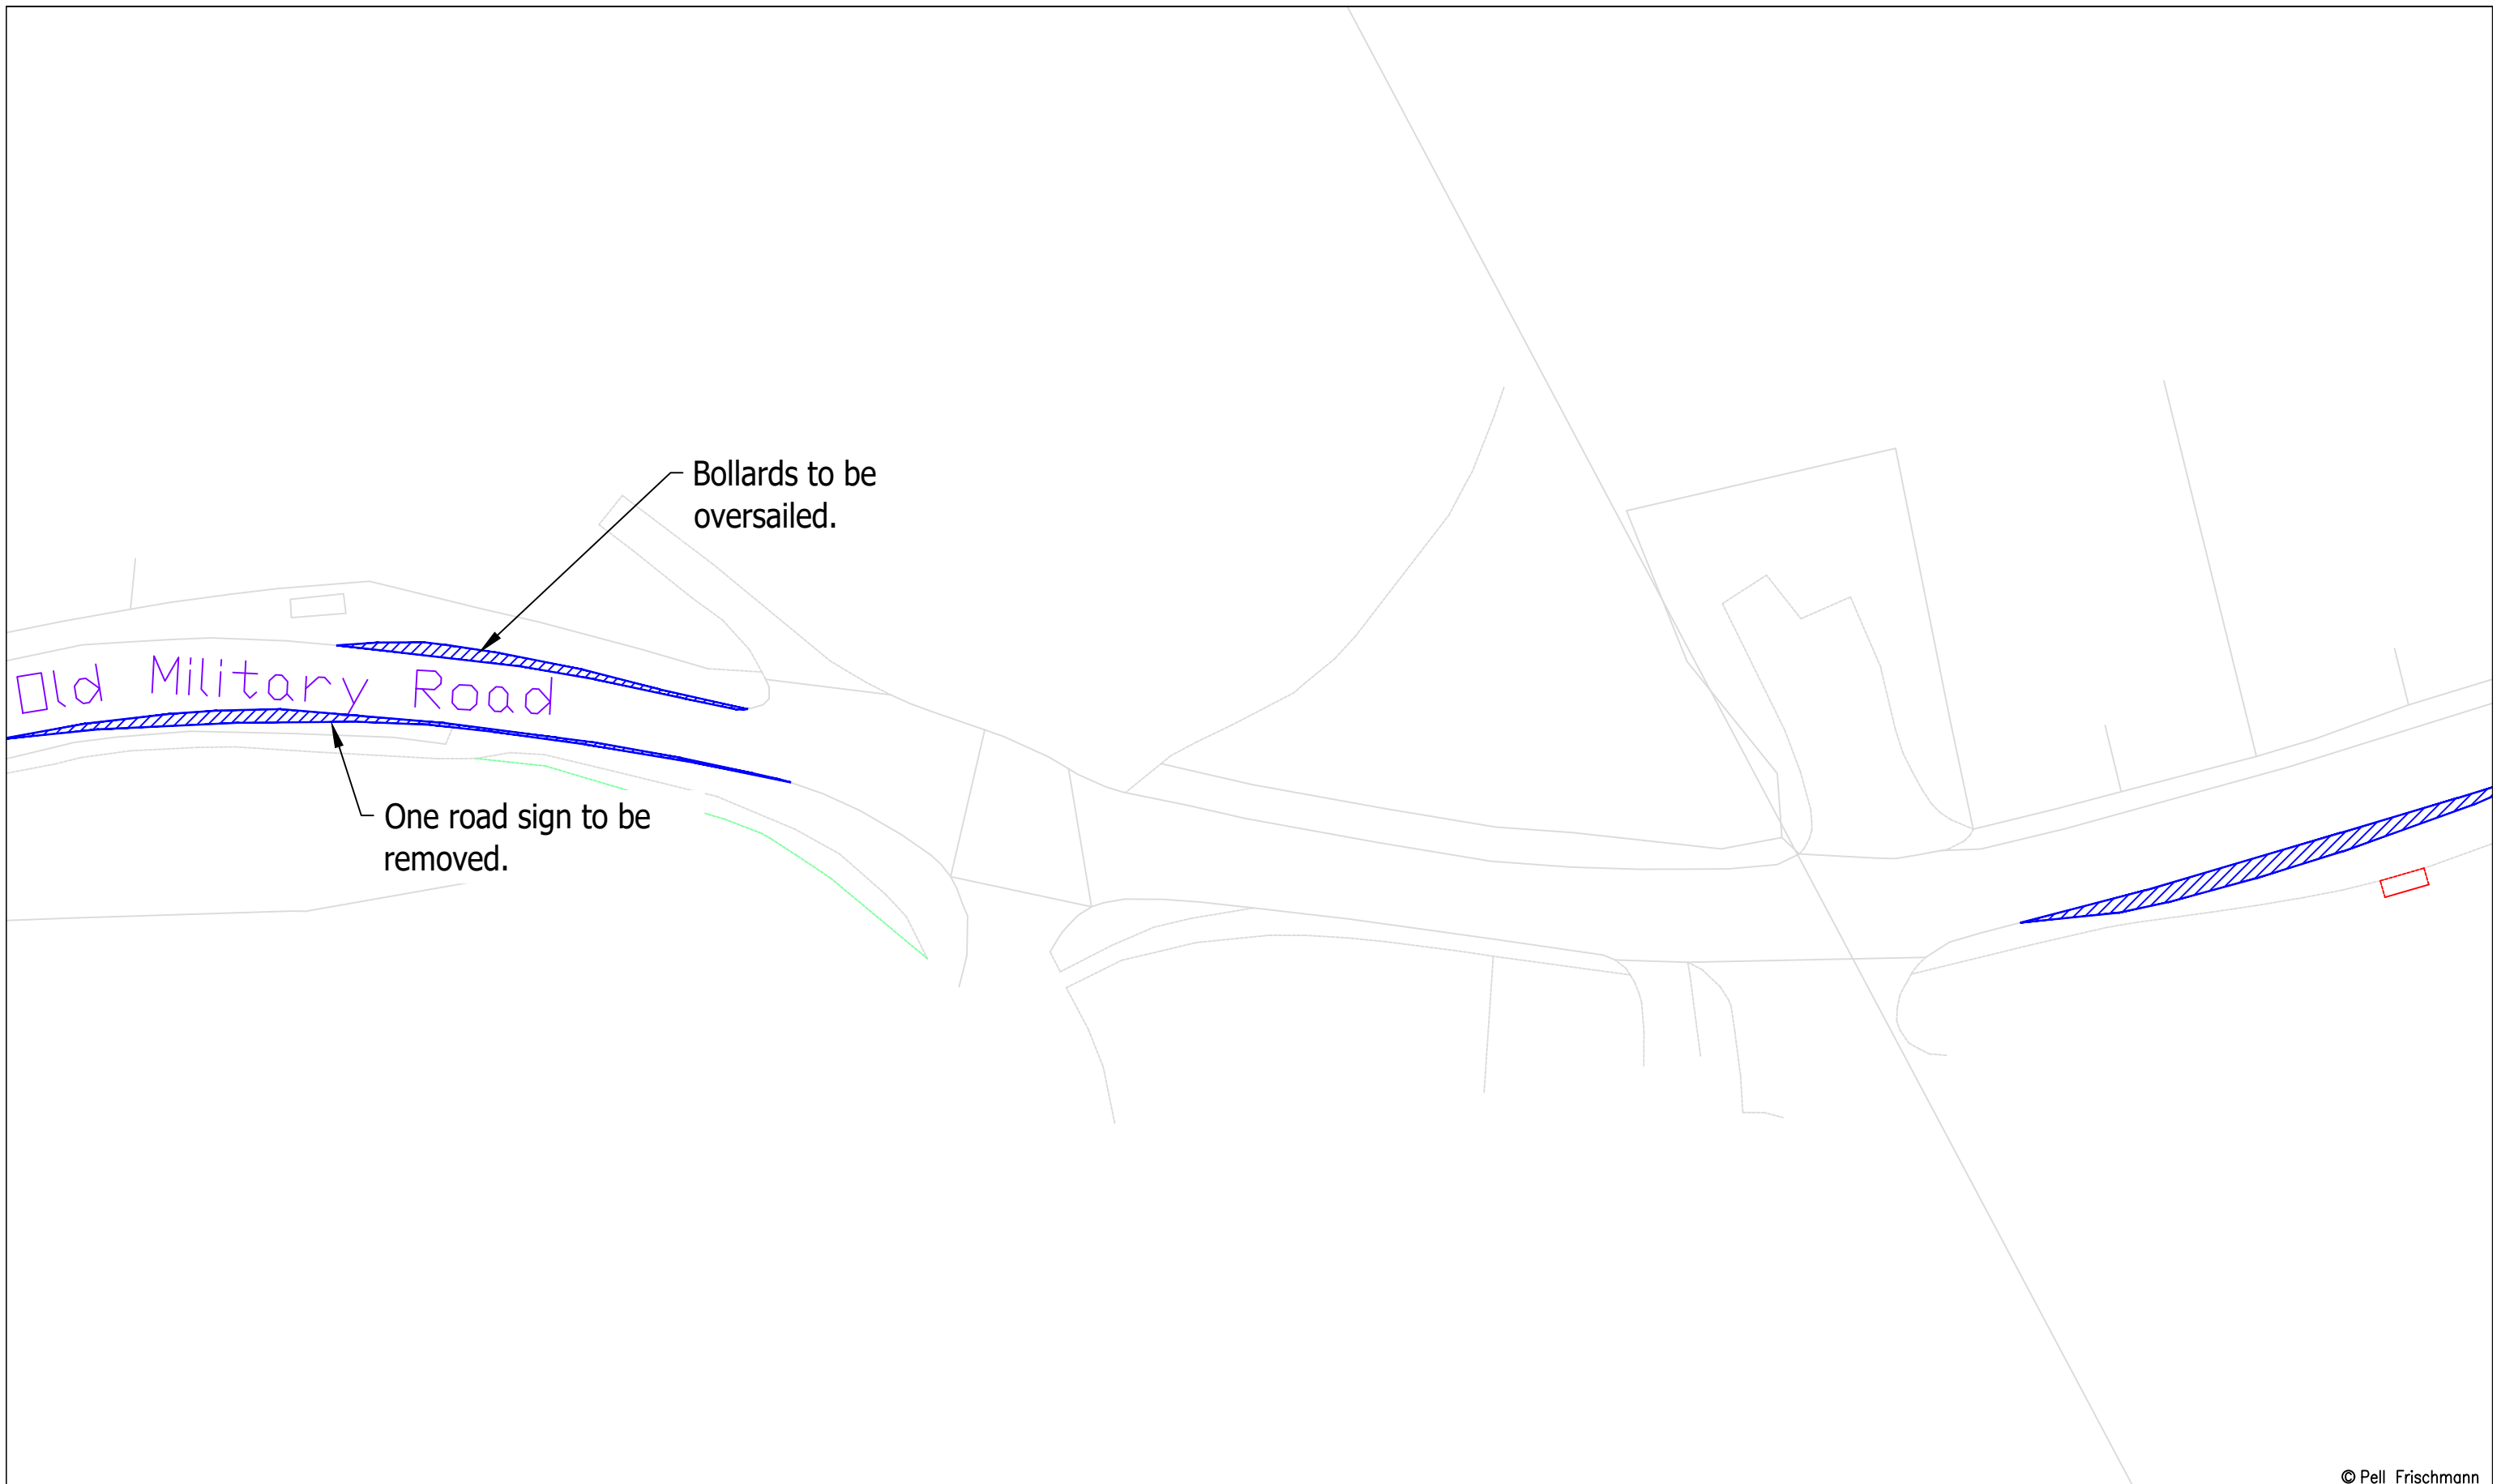 Bollards to be
oversailed.
Old Military Road
One road sign to be
removed.
© Pell Frischmann